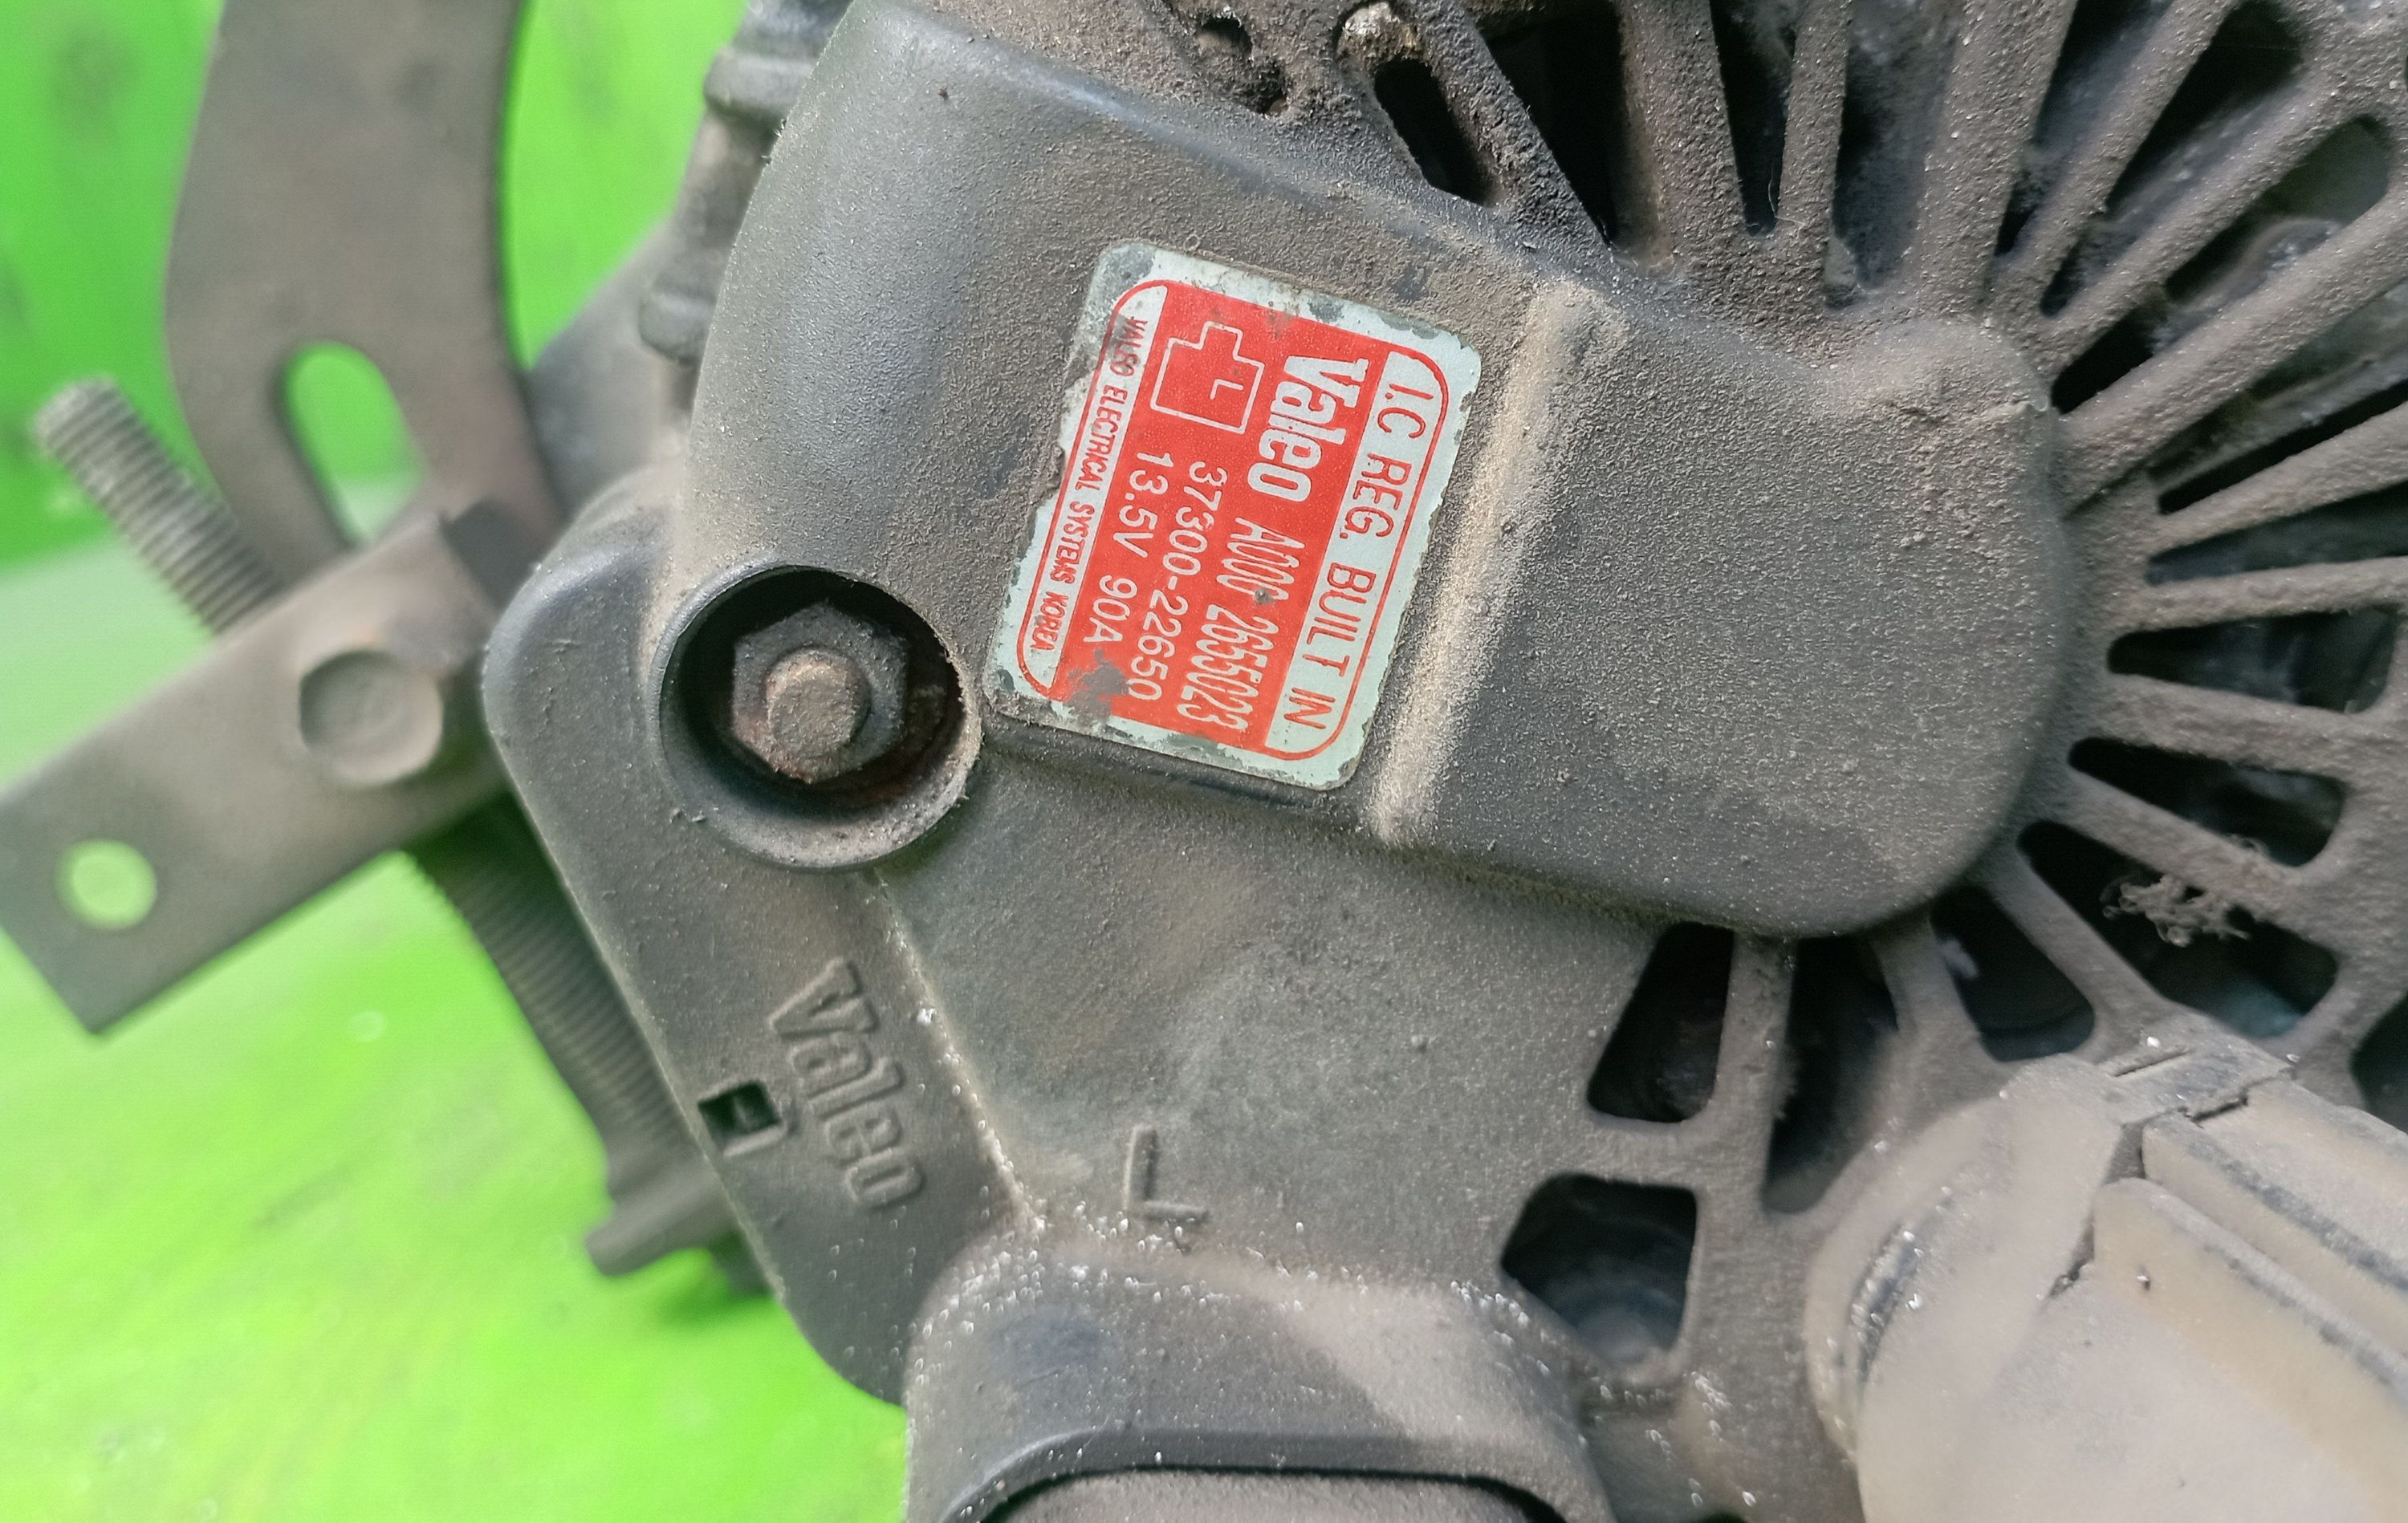 I.C REG. BUILT IN
Valeo A000 2655023
37300-22650
L 13.5V 90A
VALEO ELECTRICAL SYSTEMS KOREA
Valeo
L